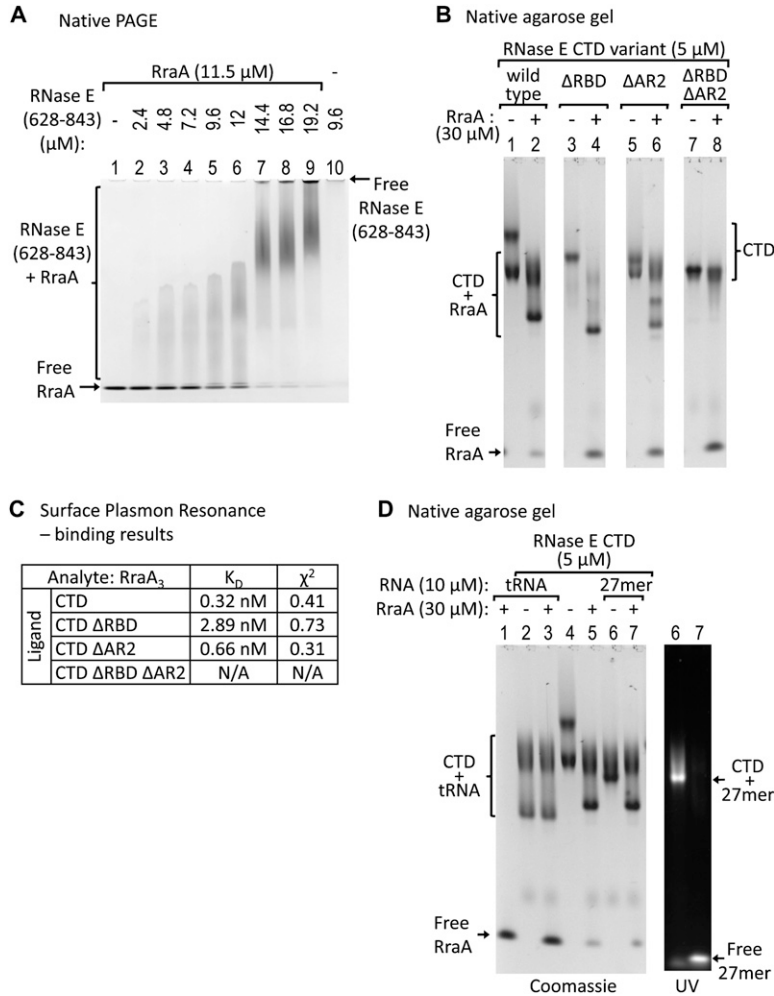 A Native PAGE
RraA (11.5 µM) -
RNase E
(628-843)
(µM):
- 2.4 4.8 7.2 9.6 12 14.4 16.8 19.2 9.6
1 2 3 4 5 6 7 8 9 10
Free
RNase E
(628-843)
RNase E
(628-843)
+ RraA
Free
RraA
B Native agarose gel
RNase E CTD variant (5 µM)
wild type ΔRBD ΔAR2 ΔRBD ΔAR2
RraA : - + - + - + - +
(30 µM)
1 2 3 4 5 6 7 8
CTD
CTD
+
RraA
Free
RraA
C Surface Plasmon Resonance
– binding results
Analyte: RraA₃ K_D χ²
Ligand
CTD 0.32 nM 0.41
CTD ΔRBD 2.89 nM 0.73
CTD ΔAR2 0.66 nM 0.31
CTD ΔRBD ΔAR2 N/A N/A
D Native agarose gel
RNase E CTD
(5 µM)
RNA (10 µM): tRNA 27mer
RraA (30 µM): + - + - + - +
1 2 3 4 5 6 7 6 7
CTD
+
tRNA
CTD
+
27mer
Free
RraA
Free
27mer
Coomassie UV